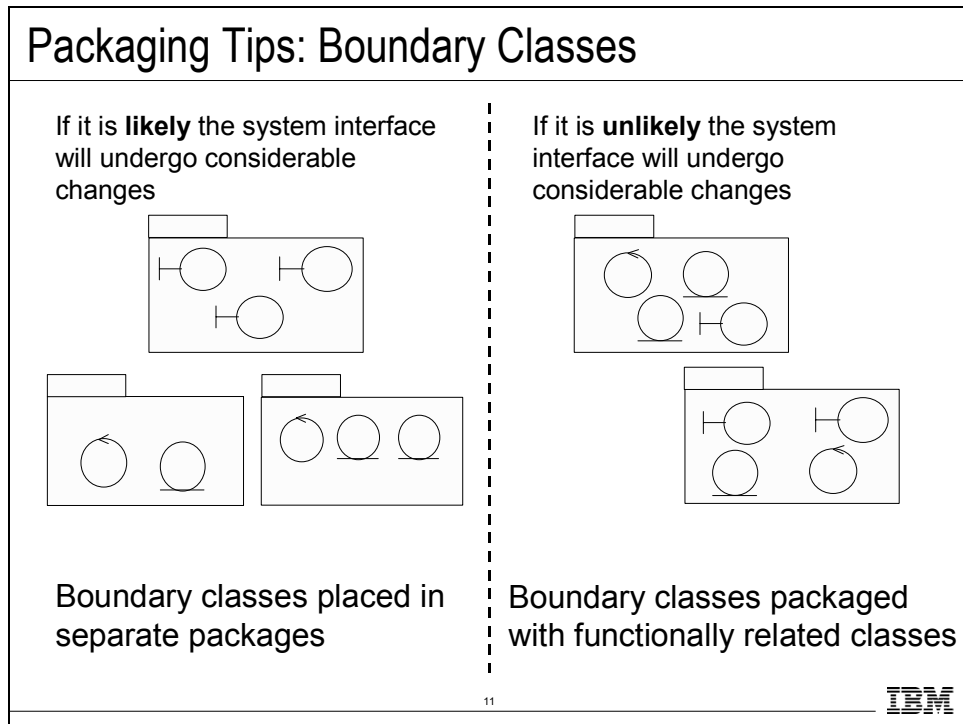 Packaging Tips: Boundary Classes
If it is likely the system interface
will undergo considerable
changes
Boundary classes placed in
separate packages
If it is unlikely the system
interface will undergo
considerable changes
Boundary classes packaged
with functionally related classes
11
IBM